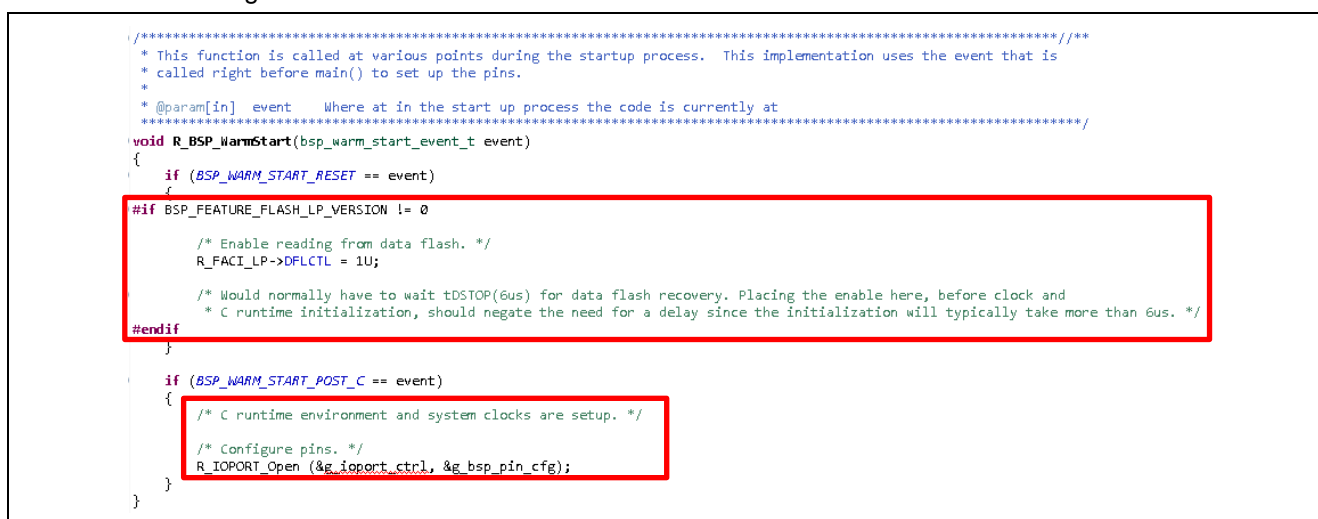 /*******************************************************************************************************************//**
 * This function is called at various points during the startup process.  This implementation uses the event that is
 * called right before main() to set up the pins.
 *
 * @param[in]  event    Where at in the start up process the code is currently at
 **********************************************************************************************************************/
void R_BSP_WarmStart(bsp_warm_start_event_t event)
{
    if (BSP_WARM_START_RESET == event)
    {
#if BSP_FEATURE_FLASH_LP_VERSION != 0
        /* Enable reading from data flash. */
        R_FACI_LP->DFLCTL = 1U;
        /* Would normally have to wait tDSTOP(6us) for data flash recovery. Placing the enable here, before clock and
         * C runtime initialization, should negate the need for a delay since the initialization will typically take more than 6us. */
#endif
    }
    if (BSP_WARM_START_POST_C == event)
    {
        /* C runtime environment and system clocks are setup. */
        /* Configure pins. */
        R_IOPORT_Open (&g_ioport_ctrl, &g_bsp_pin_cfg);
    }
}